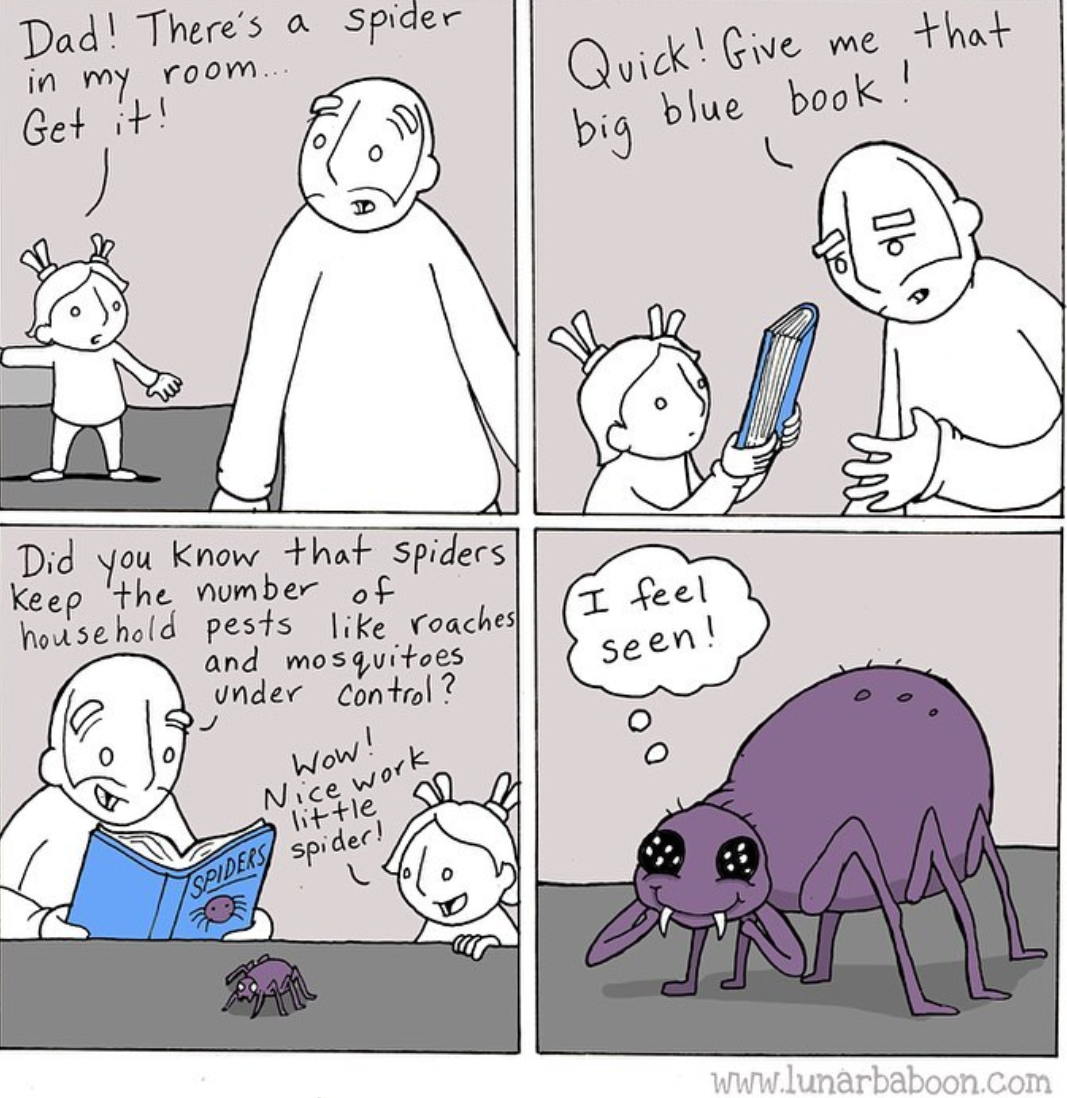 Dad! There's a spider
in my room...
Get it!
Quick! Give me that
big blue book!
Did you know that spiders
keep the number of
household pests like roaches
and mosquitoes
under control?
Wow!
Nice work
little
spider!
SPIDERS
I feel
seen!
www.lunarbaboon.com